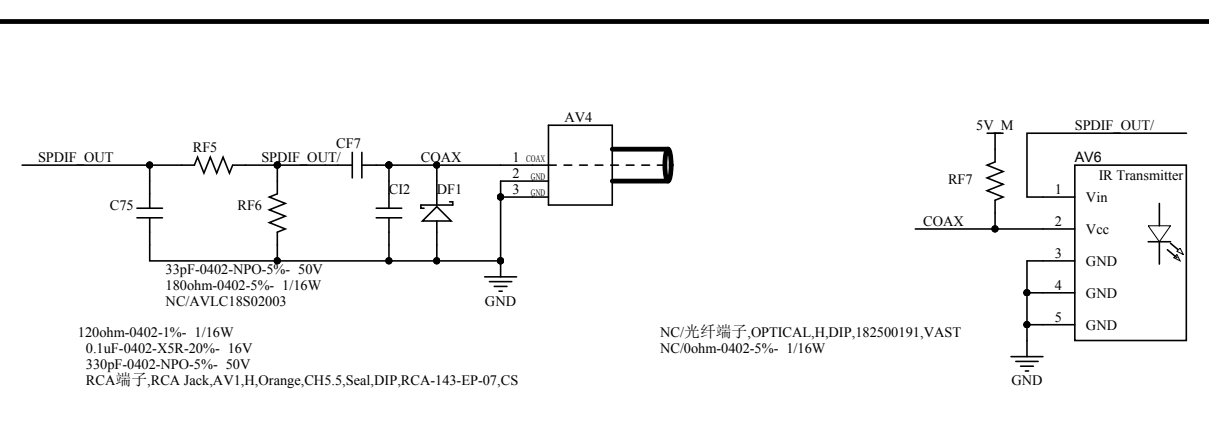 AV4
RF5
CF7
SPDIF_OUT
SPDIF_OUT/
COAX
1 COAX
2 GND
3 GND
C75
RF6
CI2
DF1
33pF-0402-NPO-5%- 50V
180ohm-0402-5%- 1/16W
NC/AVLC18S02003
GND
120ohm-0402-1%- 1/16W
0.1uF-0402-X5R-20%- 16V
330pF-0402-NPO-5%- 50V
RCA端子,RCA Jack,AV1,H,Orange,CH5.5,Seal,DIP,RCA-143-EP-07,CS
5V_M
SPDIF_OUT/
AV6
IR Transmitter
RF7
1 Vin
COAX
2 Vcc
3 GND
4 GND
5 GND
NC/光纤端子,OPTICAL,H,DIP,182500191,VAST
NC/0ohm-0402-5%- 1/16W
GND